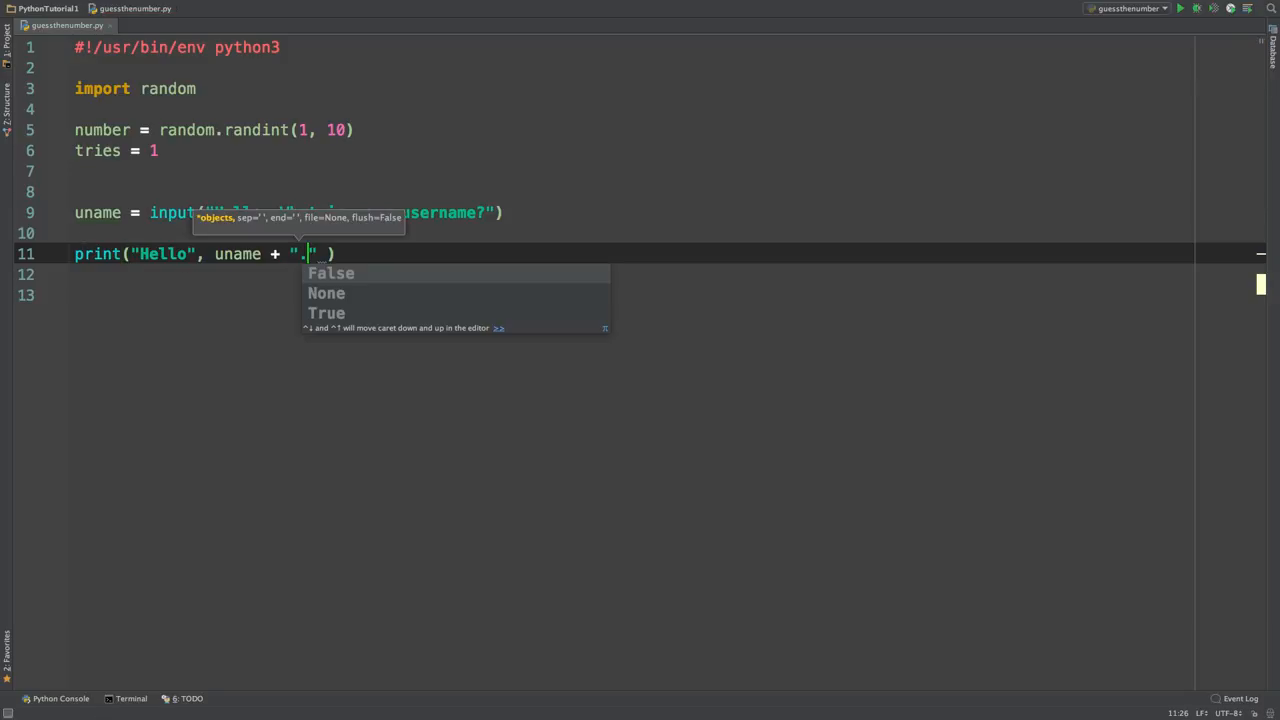 PythonTutorial1 guessthenumber.py
guessthenumber
guessthenumber.py
1: Project
Z: Structure
2: Favorites
Database
1 #!/usr/bin/env python3
2
3 import random
4
5 number = random.randint(1, 10)
6 tries = 1
7
8
9 uname = input( username?")
*objects, sep=' ', end='', file=None, flush=False
10
11 print("Hello", uname + "." )
12
13
False
None
True
^↓ and ^↑ will move caret down and up in the editor >>
π
Python Console Terminal 6: TODO Event Log
11:26 LF÷ UTF-8÷